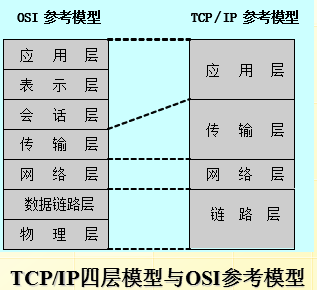 OSI 参考模型
TCP/IP 参考模型
应用层
表示层
会话层
传输层
网络层
数据链路层
物理层
应用层
传输层
网络层
链路层
TCP/IP四层模型与OSI参考模型